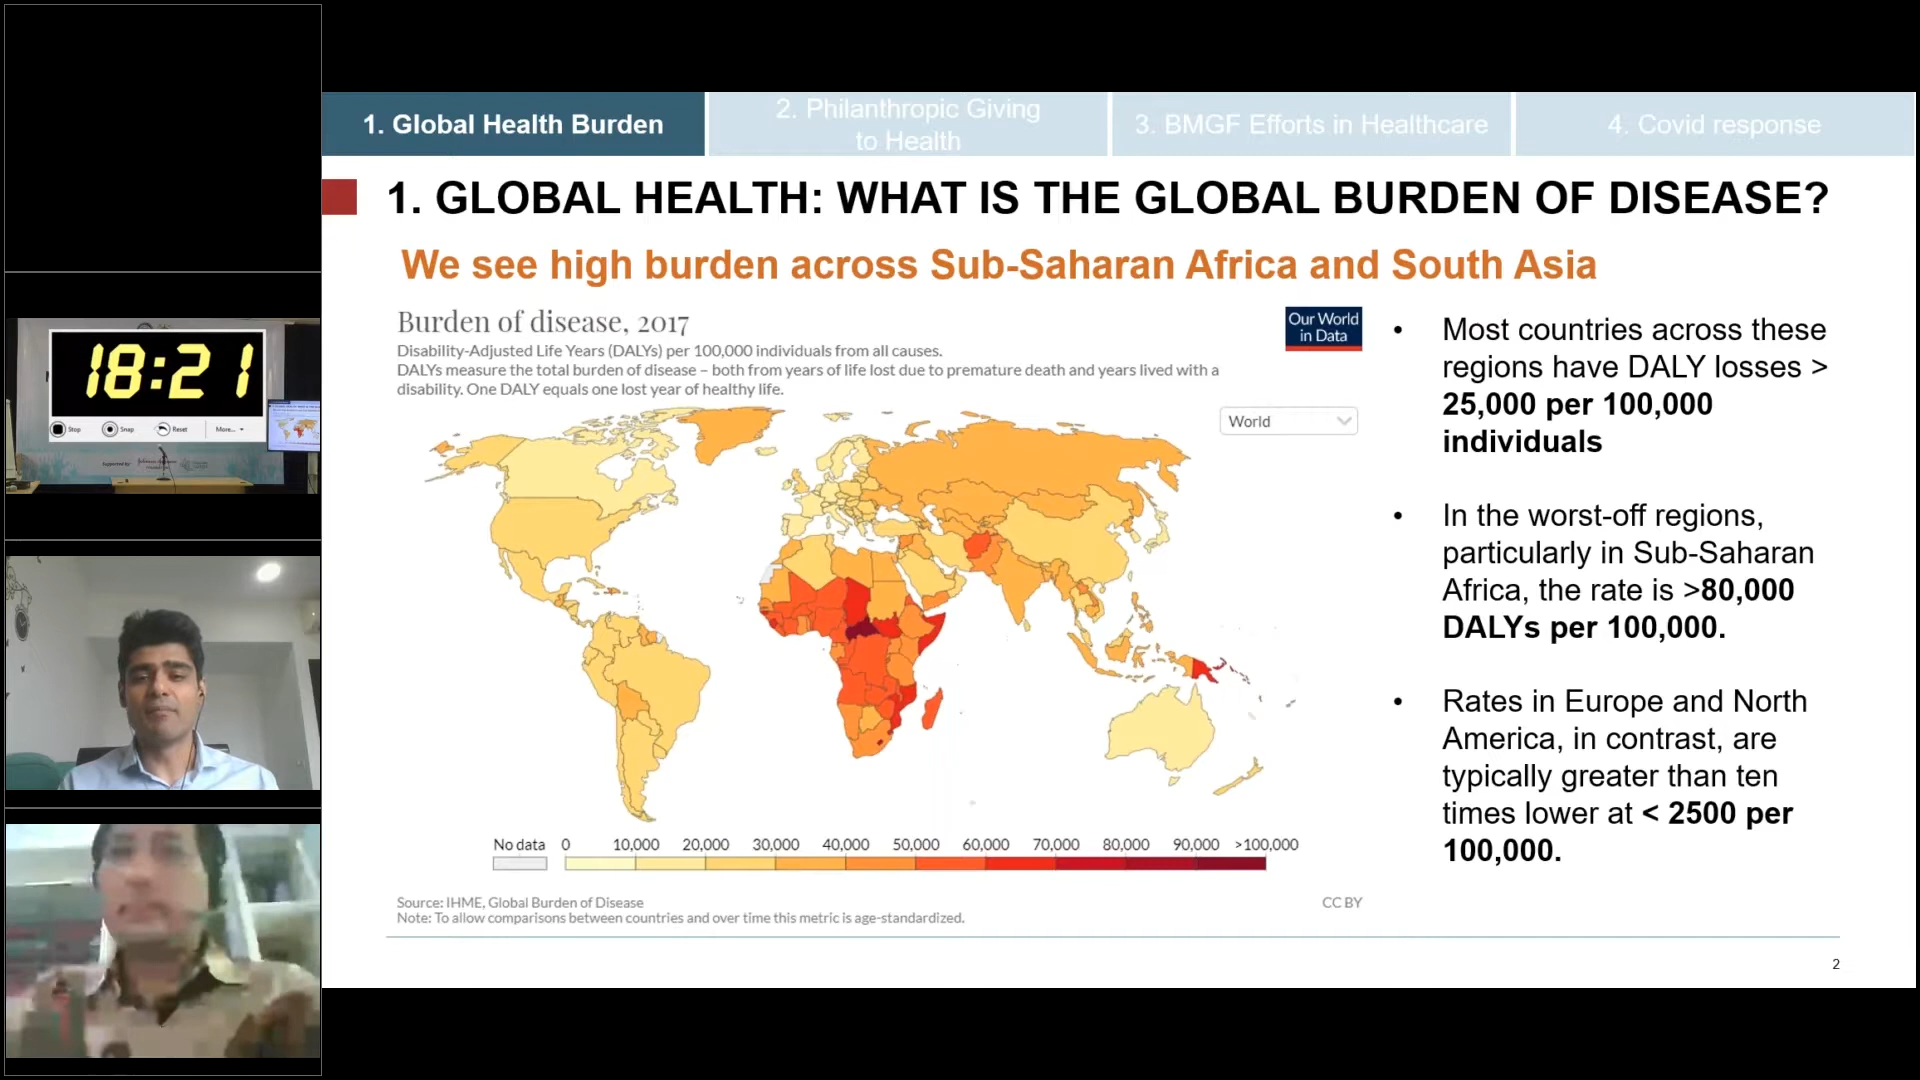 1. Global Health Burden
2. Philanthropic Giving
to Health
3. BMGF Efforts in Healthcare
4. Covid response
1. GLOBAL HEALTH: WHAT IS THE GLOBAL BURDEN OF DISEASE?
We see high burden across Sub-Saharan Africa and South Asia
Burden of disease, 2017
Disability-Adjusted Life Years (DALYs) per 100,000 individuals from all causes.
DALYs measure the total burden of disease – both from years of life lost due to premature death and years lived with a
disability. One DALY equals one lost year of healthy life.
Our World
in Data
World
No data 0 10,000 20,000 30,000 40,000 50,000 60,000 70,000 80,000 90,000 >100,000
Source: IHME, Global Burden of Disease
Note: To allow comparisons between countries and over time this metric is age-standardized.
CC BY
• Most countries across these
regions have DALY losses >
25,000 per 100,000
individuals
• In the worst-off regions,
particularly in Sub-Saharan
Africa, the rate is >80,000
DALYs per 100,000.
• Rates in Europe and North
America, in contrast, are
typically greater than ten
times lower at < 2500 per
100,000.
2
18:21
Stop Snap Reset More...
Supported by